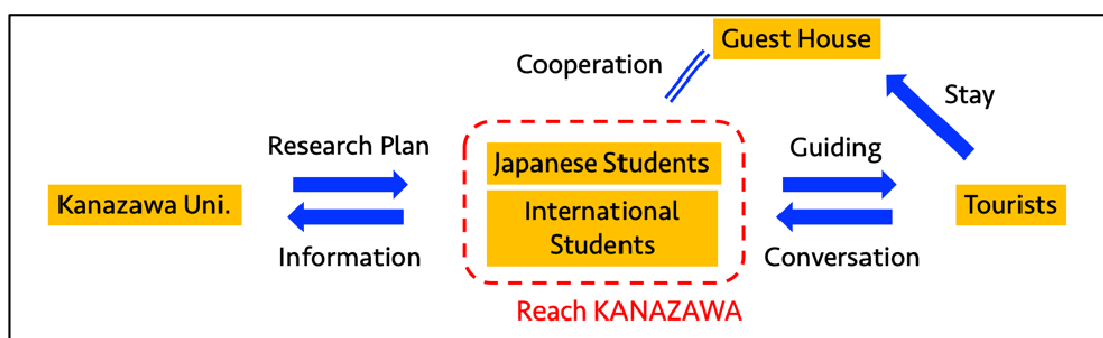 Guest House
Cooperation
Stay
Research Plan
Japanese Students
Guiding
Kanazawa Uni.
International
Students
Tourists
Information
Conversation
Reach KANAZAWA